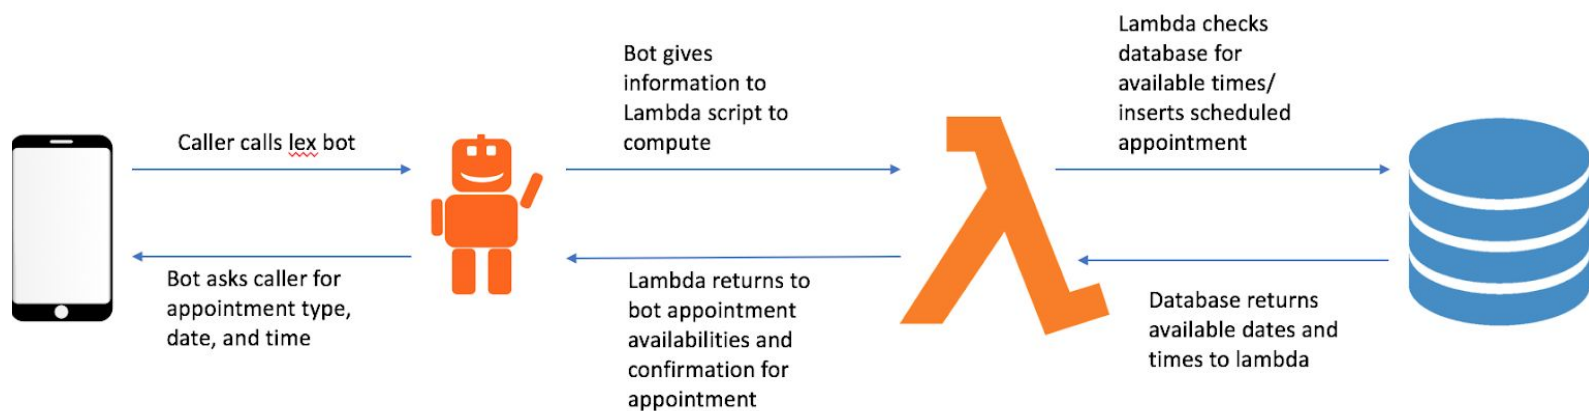 Caller calls lex bot
Bot asks caller for
appointment type,
date, and time
Bot gives
information to
Lambda script to
compute
Lambda returns to
bot appointment
availabilities and
confirmation for
appointment
Lambda checks
database for
available times/
inserts scheduled
appointment
Database returns
available dates and
times to lambda